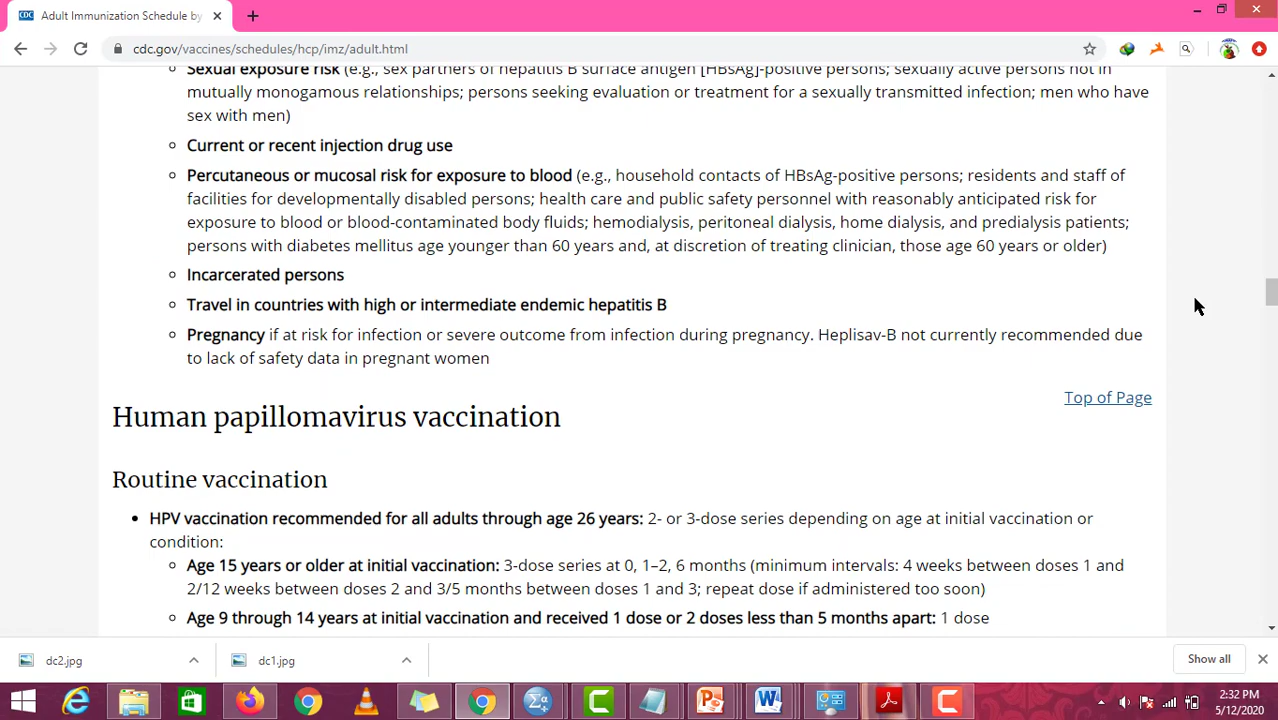 Adult Immunization Schedule by
cdc.gov/vaccines/schedules/hcp/imz/adult.html
Sexual exposure risk (e.g., sex partners of hepatitis B surface antigen [HBsAg]-positive persons; sexually active persons not in
mutually monogamous relationships; persons seeking evaluation or treatment for a sexually transmitted infection; men who have
sex with men)
Current or recent injection drug use
Percutaneous or mucosal risk for exposure to blood (e.g., household contacts of HBsAg-positive persons; residents and staff of
facilities for developmentally disabled persons; health care and public safety personnel with reasonably anticipated risk for
exposure to blood or blood-contaminated body fluids; hemodialysis, peritoneal dialysis, home dialysis, and predialysis patients;
persons with diabetes mellitus age younger than 60 years and, at discretion of treating clinician, those age 60 years or older)
Incarcerated persons
Travel in countries with high or intermediate endemic hepatitis B
Pregnancy if at risk for infection or severe outcome from infection during pregnancy. Heplisav-B not currently recommended due
to lack of safety data in pregnant women
Top of Page
Human papillomavirus vaccination
Routine vaccination
HPV vaccination recommended for all adults through age 26 years: 2- or 3-dose series depending on age at initial vaccination or
condition:
Age 15 years or older at initial vaccination: 3-dose series at 0, 1–2, 6 months (minimum intervals: 4 weeks between doses 1 and
2/12 weeks between doses 2 and 3/5 months between doses 1 and 3; repeat dose if administered too soon)
Age 9 through 14 years at initial vaccination and received 1 dose or 2 doses less than 5 months apart: 1 dose
dc2.jpg
dc1.jpg
Show all
2:32 PM
5/12/2020